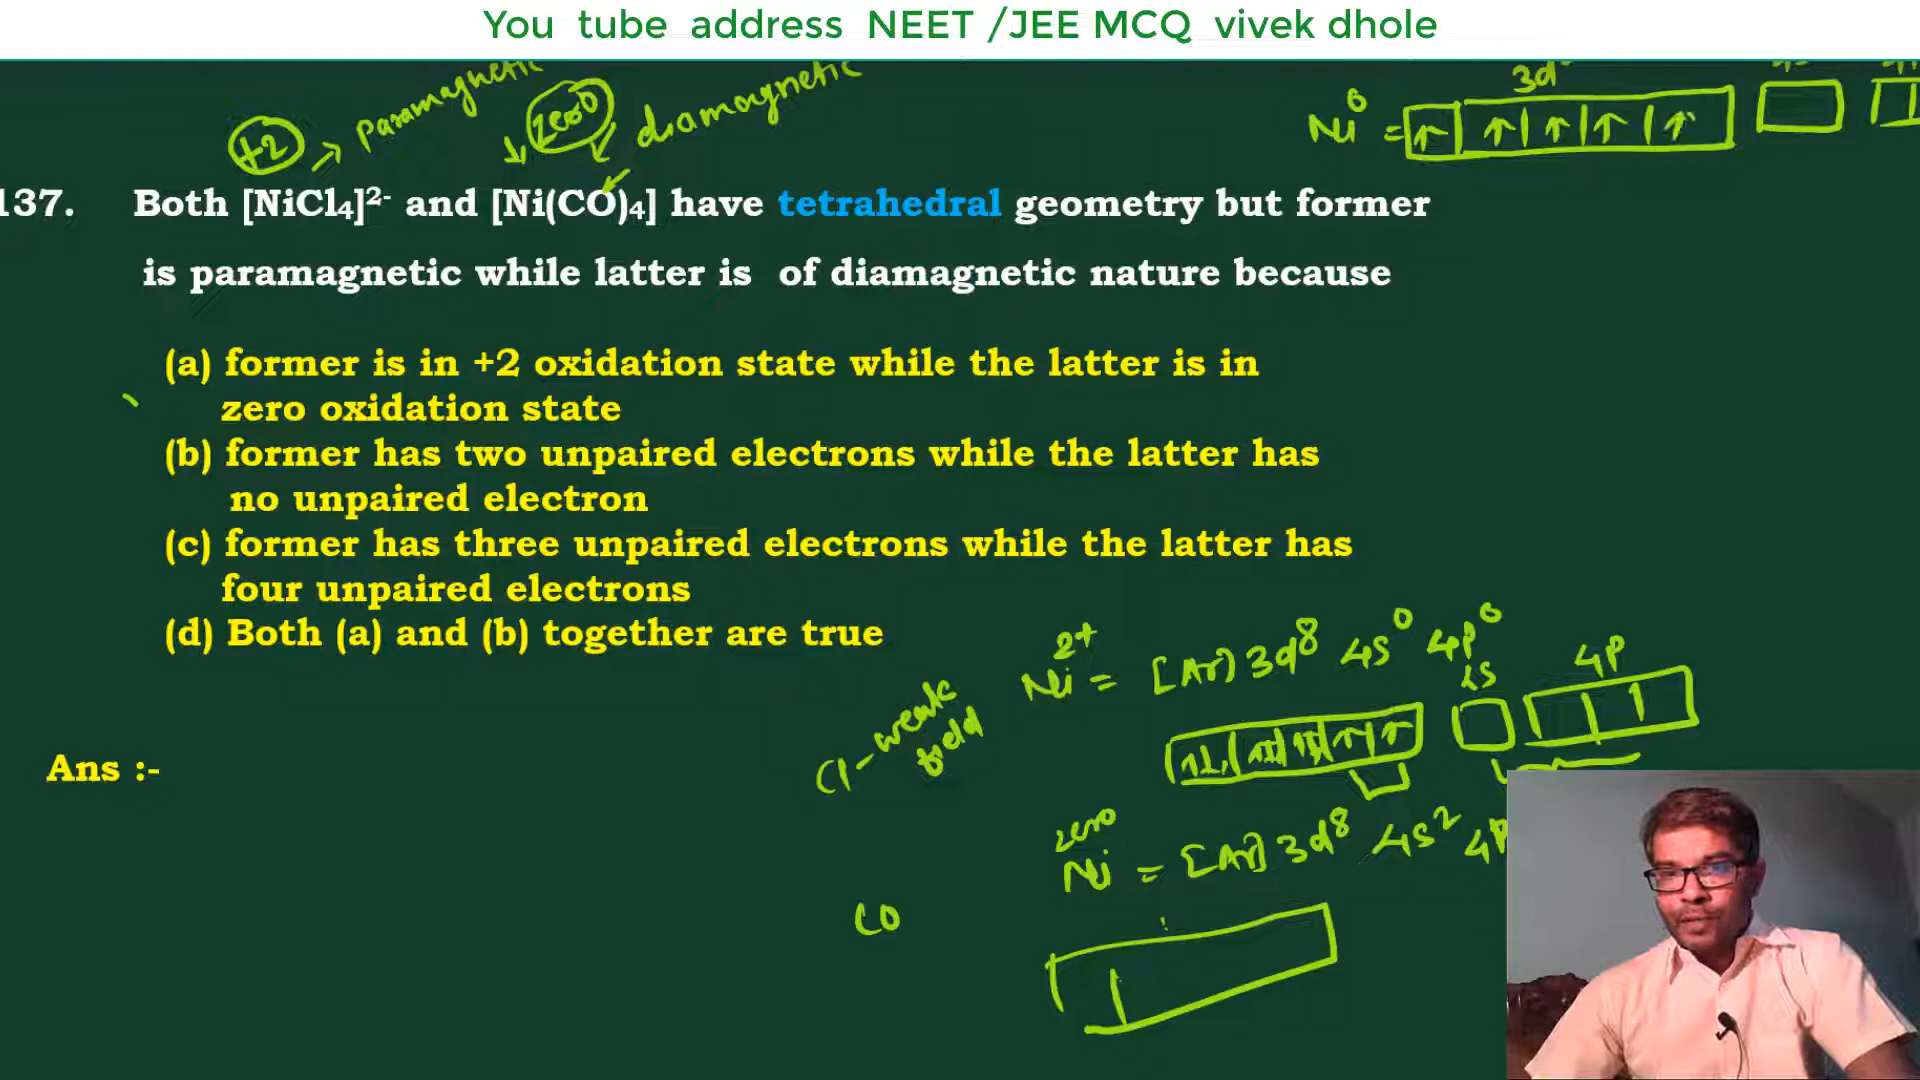 You tube address NEET /JEE MCQ vivek dhole
+2 → paramagnetic
zero
diamagnetic
3d
Ni⁰ =
137. Both [NiCl₄]²⁻ and [Ni(CO)₄] have tetrahedral geometry but former
is paramagnetic while latter is of diamagnetic nature because
(a) former is in +2 oxidation state while the latter is in
zero oxidation state
(b) former has two unpaired electrons while the latter has
no unpaired electron
(c) former has three unpaired electrons while the latter has
four unpaired electrons
(d) Both (a) and (b) together are true
Ni²⁺ = [Ar] 3d⁸ 4s⁰ 4p⁰
4s 4p
Cl - weak field
Ans :-
Ni zero = [Ar] 3d⁸ 4s² 4p
CO